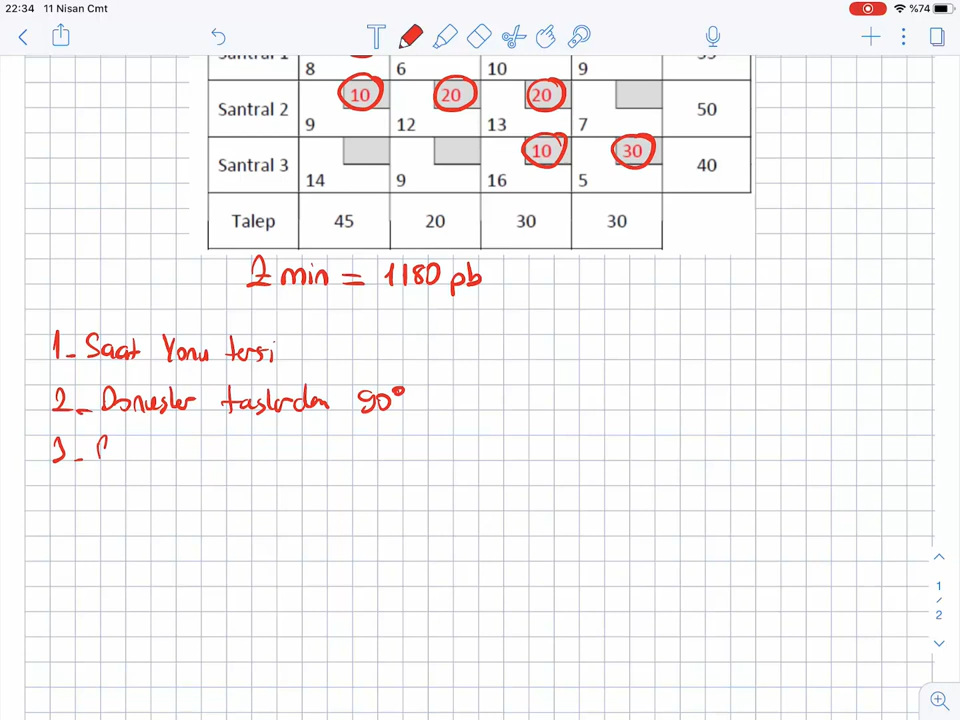 22:34 11 Nisan Cmt %74
8 6 10 9
10 20 20
Santral 2 50
9 12 13 7
10 30
Santral 3 40
14 9 16 5
Talep 45 20 30 30
Z min = 1180 pb
1- Saat Yonu tersi
2- Donusler taslardan 90°
3-
1
/
2